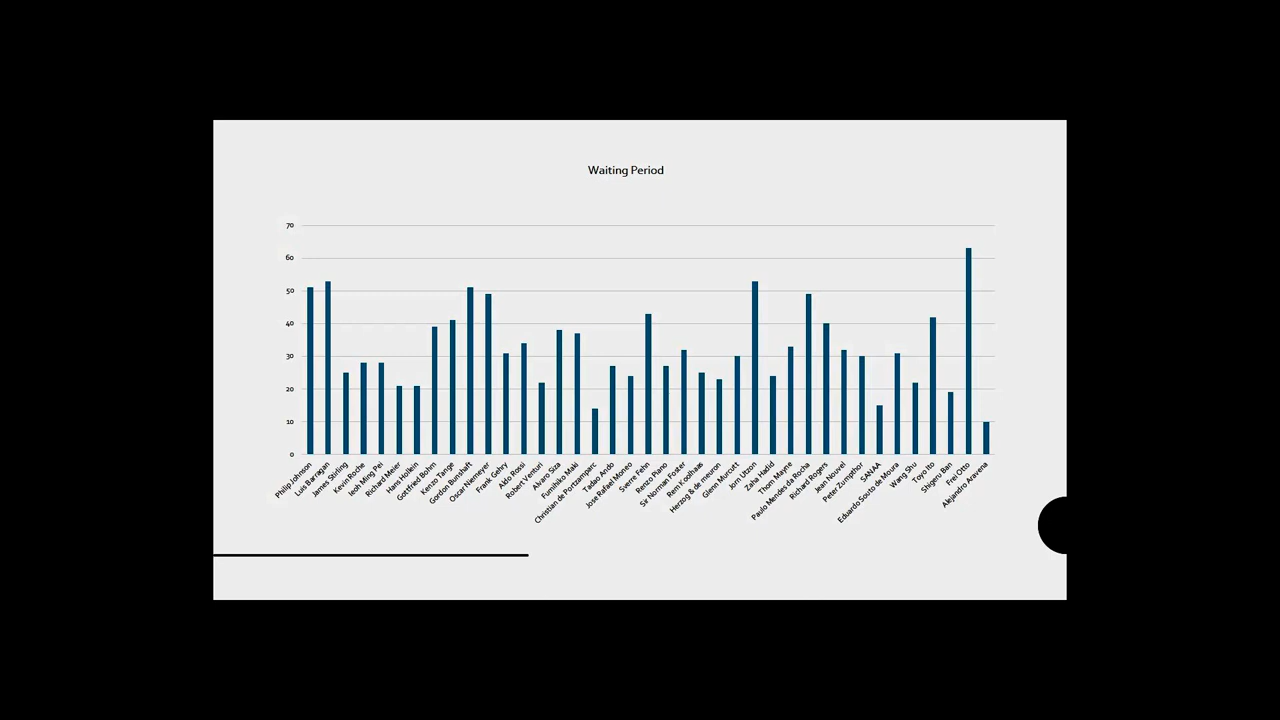 Waiting Period
70
60
50
40
30
20
10
0
Philip Johnson
Luis Barragan
James Stirling
Kevin Roche
Ieoh Ming Pei
Richard Meier
Hans Hollein
Gottfried Bohm
Kenzo Tange
Gordon Bunshaft
Oscar Niemeyer
Frank Gehry
Aldo Rossi
Robert Venturi
Alvaro Siza
Fumihiko Maki
Christian de Portzamparc
Tadao Ando
Jose Rafael Moneo
Sverre Fehn
Renzo Piano
Sir Norman Foster
Rem Koolhaas
Herzog & de meuron
Glenn Murcutt
Jorn Utzon
Zaha Hadid
Thom Mayne
Paulo Mendes da Rocha
Richard Rogers
Jean Nouvel
Peter Zumpthor
SANAA
Eduardo Souto de Moura
Wang Shu
Toyo Ito
Shigeru Ban
Frei Otto
Alejandro Aravena